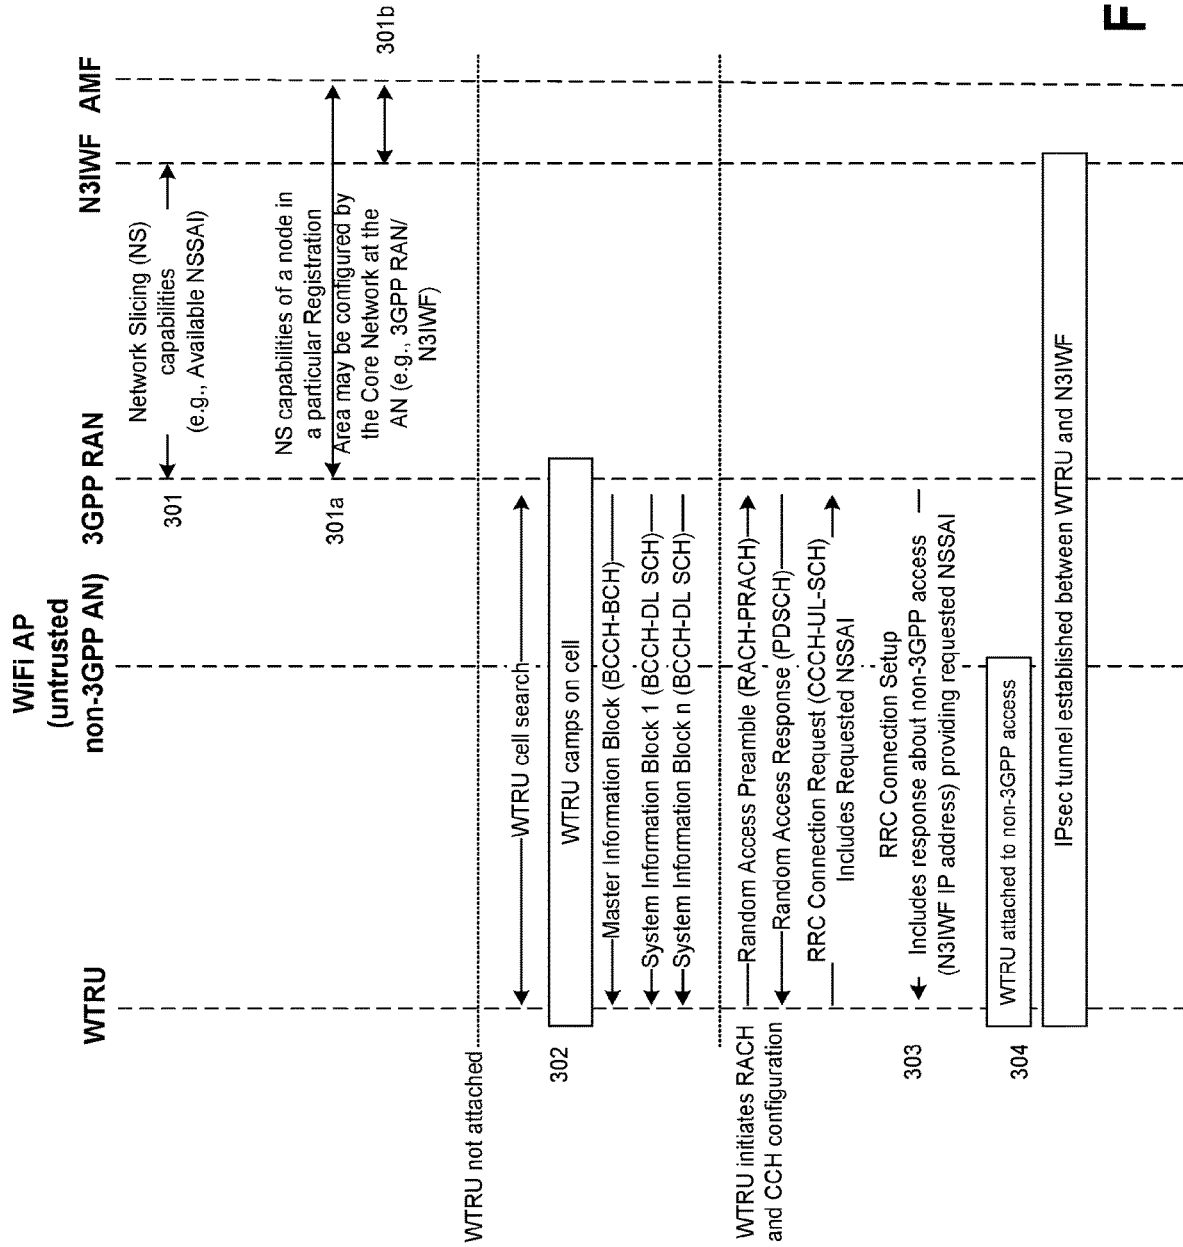 WiFi AP
(untrusted
non-3GPP AN)
WTRU
3GPP RAN
N3IWF
AMF
301
Network Slicing (NS)
capabilities
(e.g., Available NSSAI)
301a
NS capabilities of a node in
a particular Registration
Area may be configured by
the Core Network at the
AN (e.g., 3GPP RAN/
N3IWF)
301b
WTRU not attached
WTRU cell search
302
WTRU camps on cell
Master Information Block (BCCH-BCH)
System Information Block 1 (BCCH-DL SCH)
System Information Block n (BCCH-DL SCH)
WTRU initiates RACH
and CCH configuration
Random Access Preamble (RACH-PRACH)
Random Access Response (PDSCH)
RRC Connection Request (CCCH-UL-SCH)
Includes Requested NSSAI
303
RRC Connection Setup
Includes response about non-3GPP access
(N3IWF IP address) providing requested NSSAI
304
WTRU attached to non-3GPP access
IPsec tunnel established between WTRU and N3IWF
F